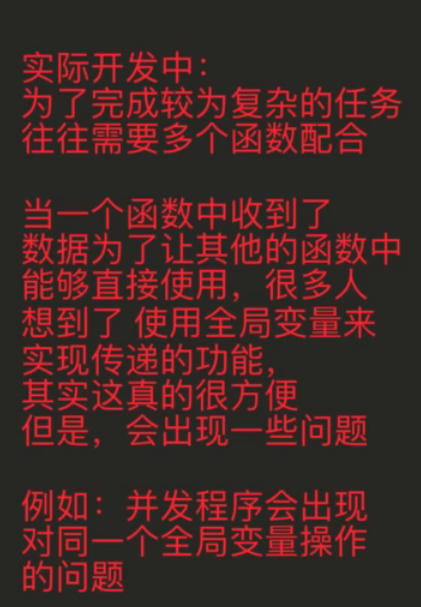 实际开发中：
为了完成较为复杂的任务
往往需要多个函数配合
当一个函数中收到了
数据为了让其他的函数中
能够直接使用，很多人
想到了 使用全局变量来
实现传递的功能，
其实这真的很方便
但是，会出现一些问题
例如：并发程序会出现
对同一个全局变量操作
的问题